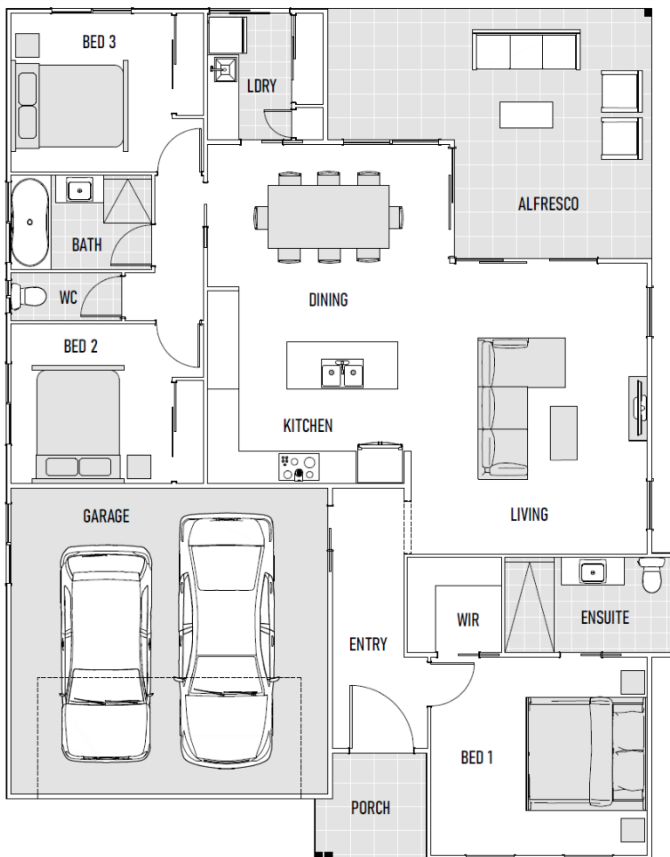 BED 3
LDRY
ALFRESCO
BATH
WC
DINING
BED 2
KITCHEN
GARAGE
LIVING
WIR
ENSUITE
ENTRY
BED 1
PORCH